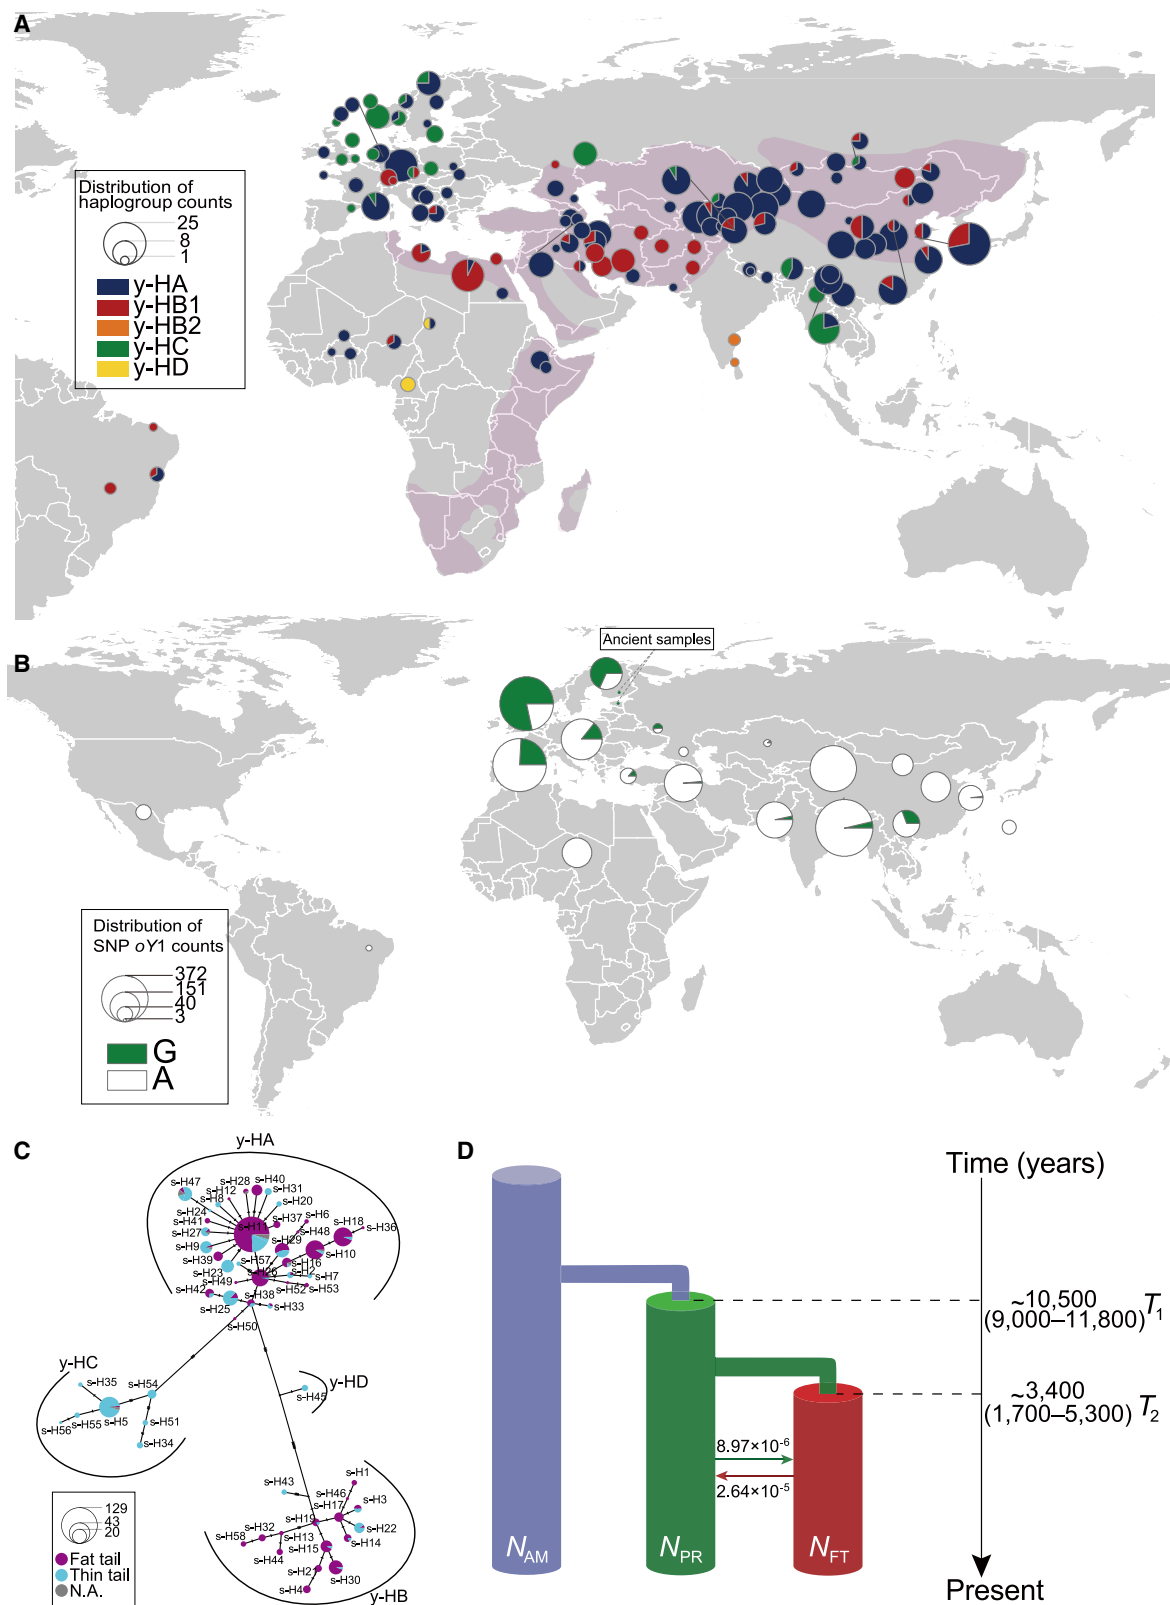 A
Distribution of
haplogroup counts
25
8
1
y-HA
y-HB1
y-HB2
y-HC
y-HD
B
Ancient samples
Distribution of
SNP oY1 counts
372
151
40
3
G
A
C
y-HA
s-H47
s-H28
s-H40
s-H12
s-H31
s-H8
s-H20
s-H24
s-H41
s-H11
s-H37
s-H6
s-H18
s-H36
s-H27
s-H48
s-H29
s-H9
s-H10
s-H39
s-H57
s-H16
s-H23
s-H26
s-H2
s-H7
s-H49
s-H52
s-H53
s-H42
s-H38
s-H25
s-H33
s-H50
y-HC
s-H35
s-H54
s-H55
s-H5
s-H51
s-H56
s-H34
y-HD
s-H45
s-H43
s-H1
s-H46
s-H17
s-H3
s-H19
s-H22
s-H32
s-H58
s-H13
s-H14
s-H15
s-H44
s-H21
s-H30
s-H4
y-HB
129
43
20
Fat tail
Thin tail
N.A.
D
Time (years)
~10,500
(9,000–11,800)
T1
~3,400
(1,700–5,300)
T2
8.97×10-6
2.64×10-5
NAM
NPR
NFT
Present